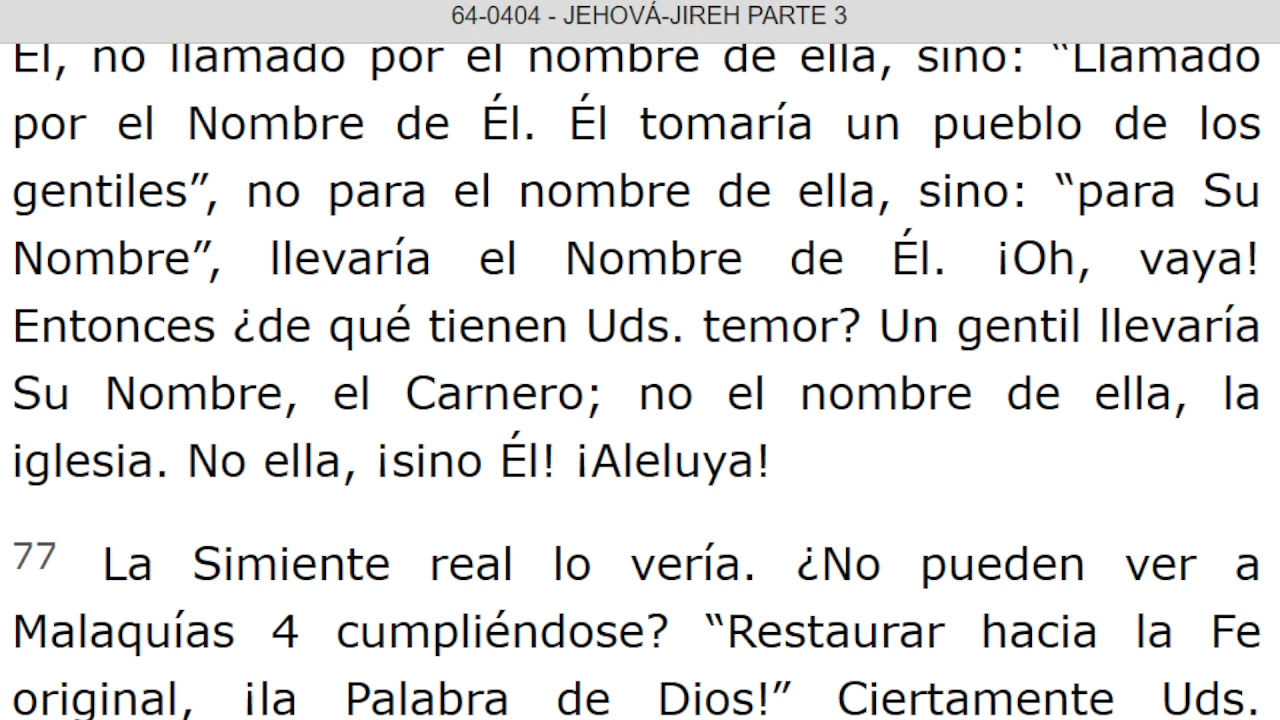 64-0404 - JEHOVÁ-JIREH PARTE 3
Él, no llamado por el nombre de ella, sino: “Llamado
por el Nombre de Él. Él tomaría un pueblo de los
gentiles”, no para el nombre de ella, sino: “para Su
Nombre”, llevaría el Nombre de Él. ¡Oh, vaya!
Entonces ¿de qué tienen Uds. temor? Un gentil llevaría
Su Nombre, el Carnero; no el nombre de ella, la
iglesia. No ella, ¡sino Él! ¡Aleluya!
77 La Simiente real lo vería. ¿No pueden ver a
Malaquías 4 cumpliéndose? “Restaurar hacia la Fe
original, ¡la Palabra de Dios!” Ciertamente Uds.